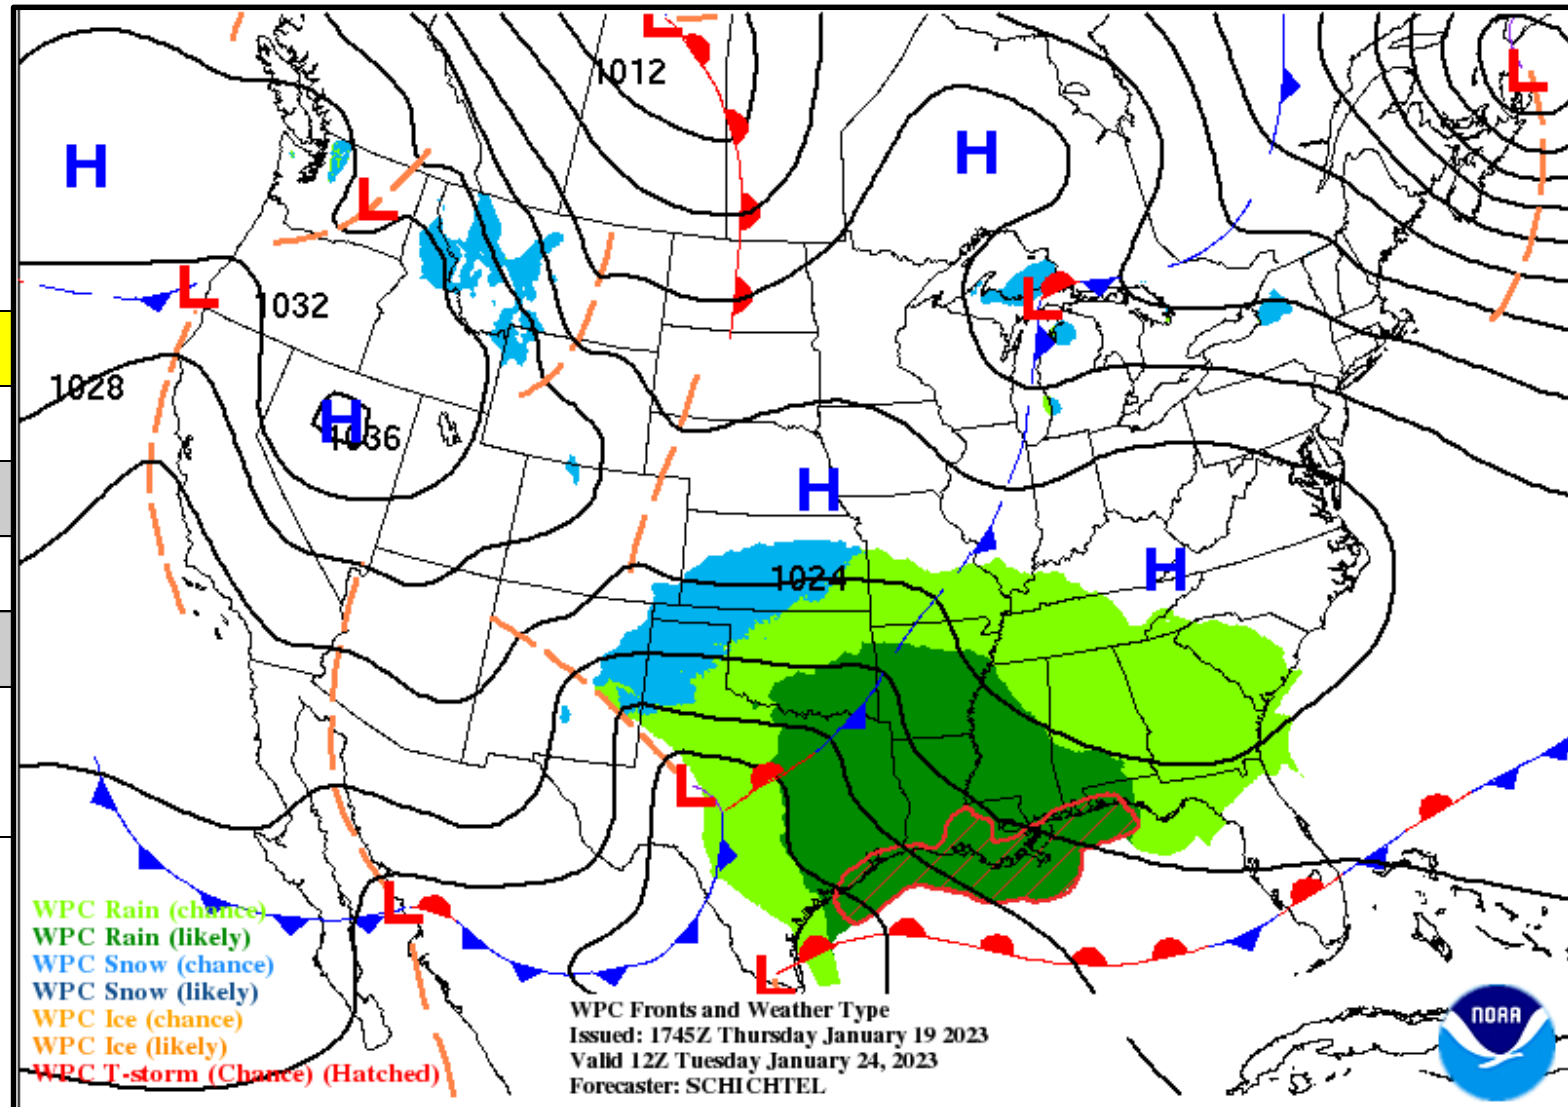 L
1012
L
H
H
L
L
1032
L
1028
H
1036
H
1024
H
L
L
L
WPC Rain (chance)
WPC Rain (likely)
WPC Snow (chance)
WPC Snow (likely)
WPC Ice (chance)
WPC Ice (likely)
WPC T-storm (Chance) (Hatched)
WPC Fronts and Weather Type
Issued: 1745Z Thursday January 19 2023
Valid 12Z Tuesday January 24, 2023
Forecaster: SCHICHTEL
NOAA